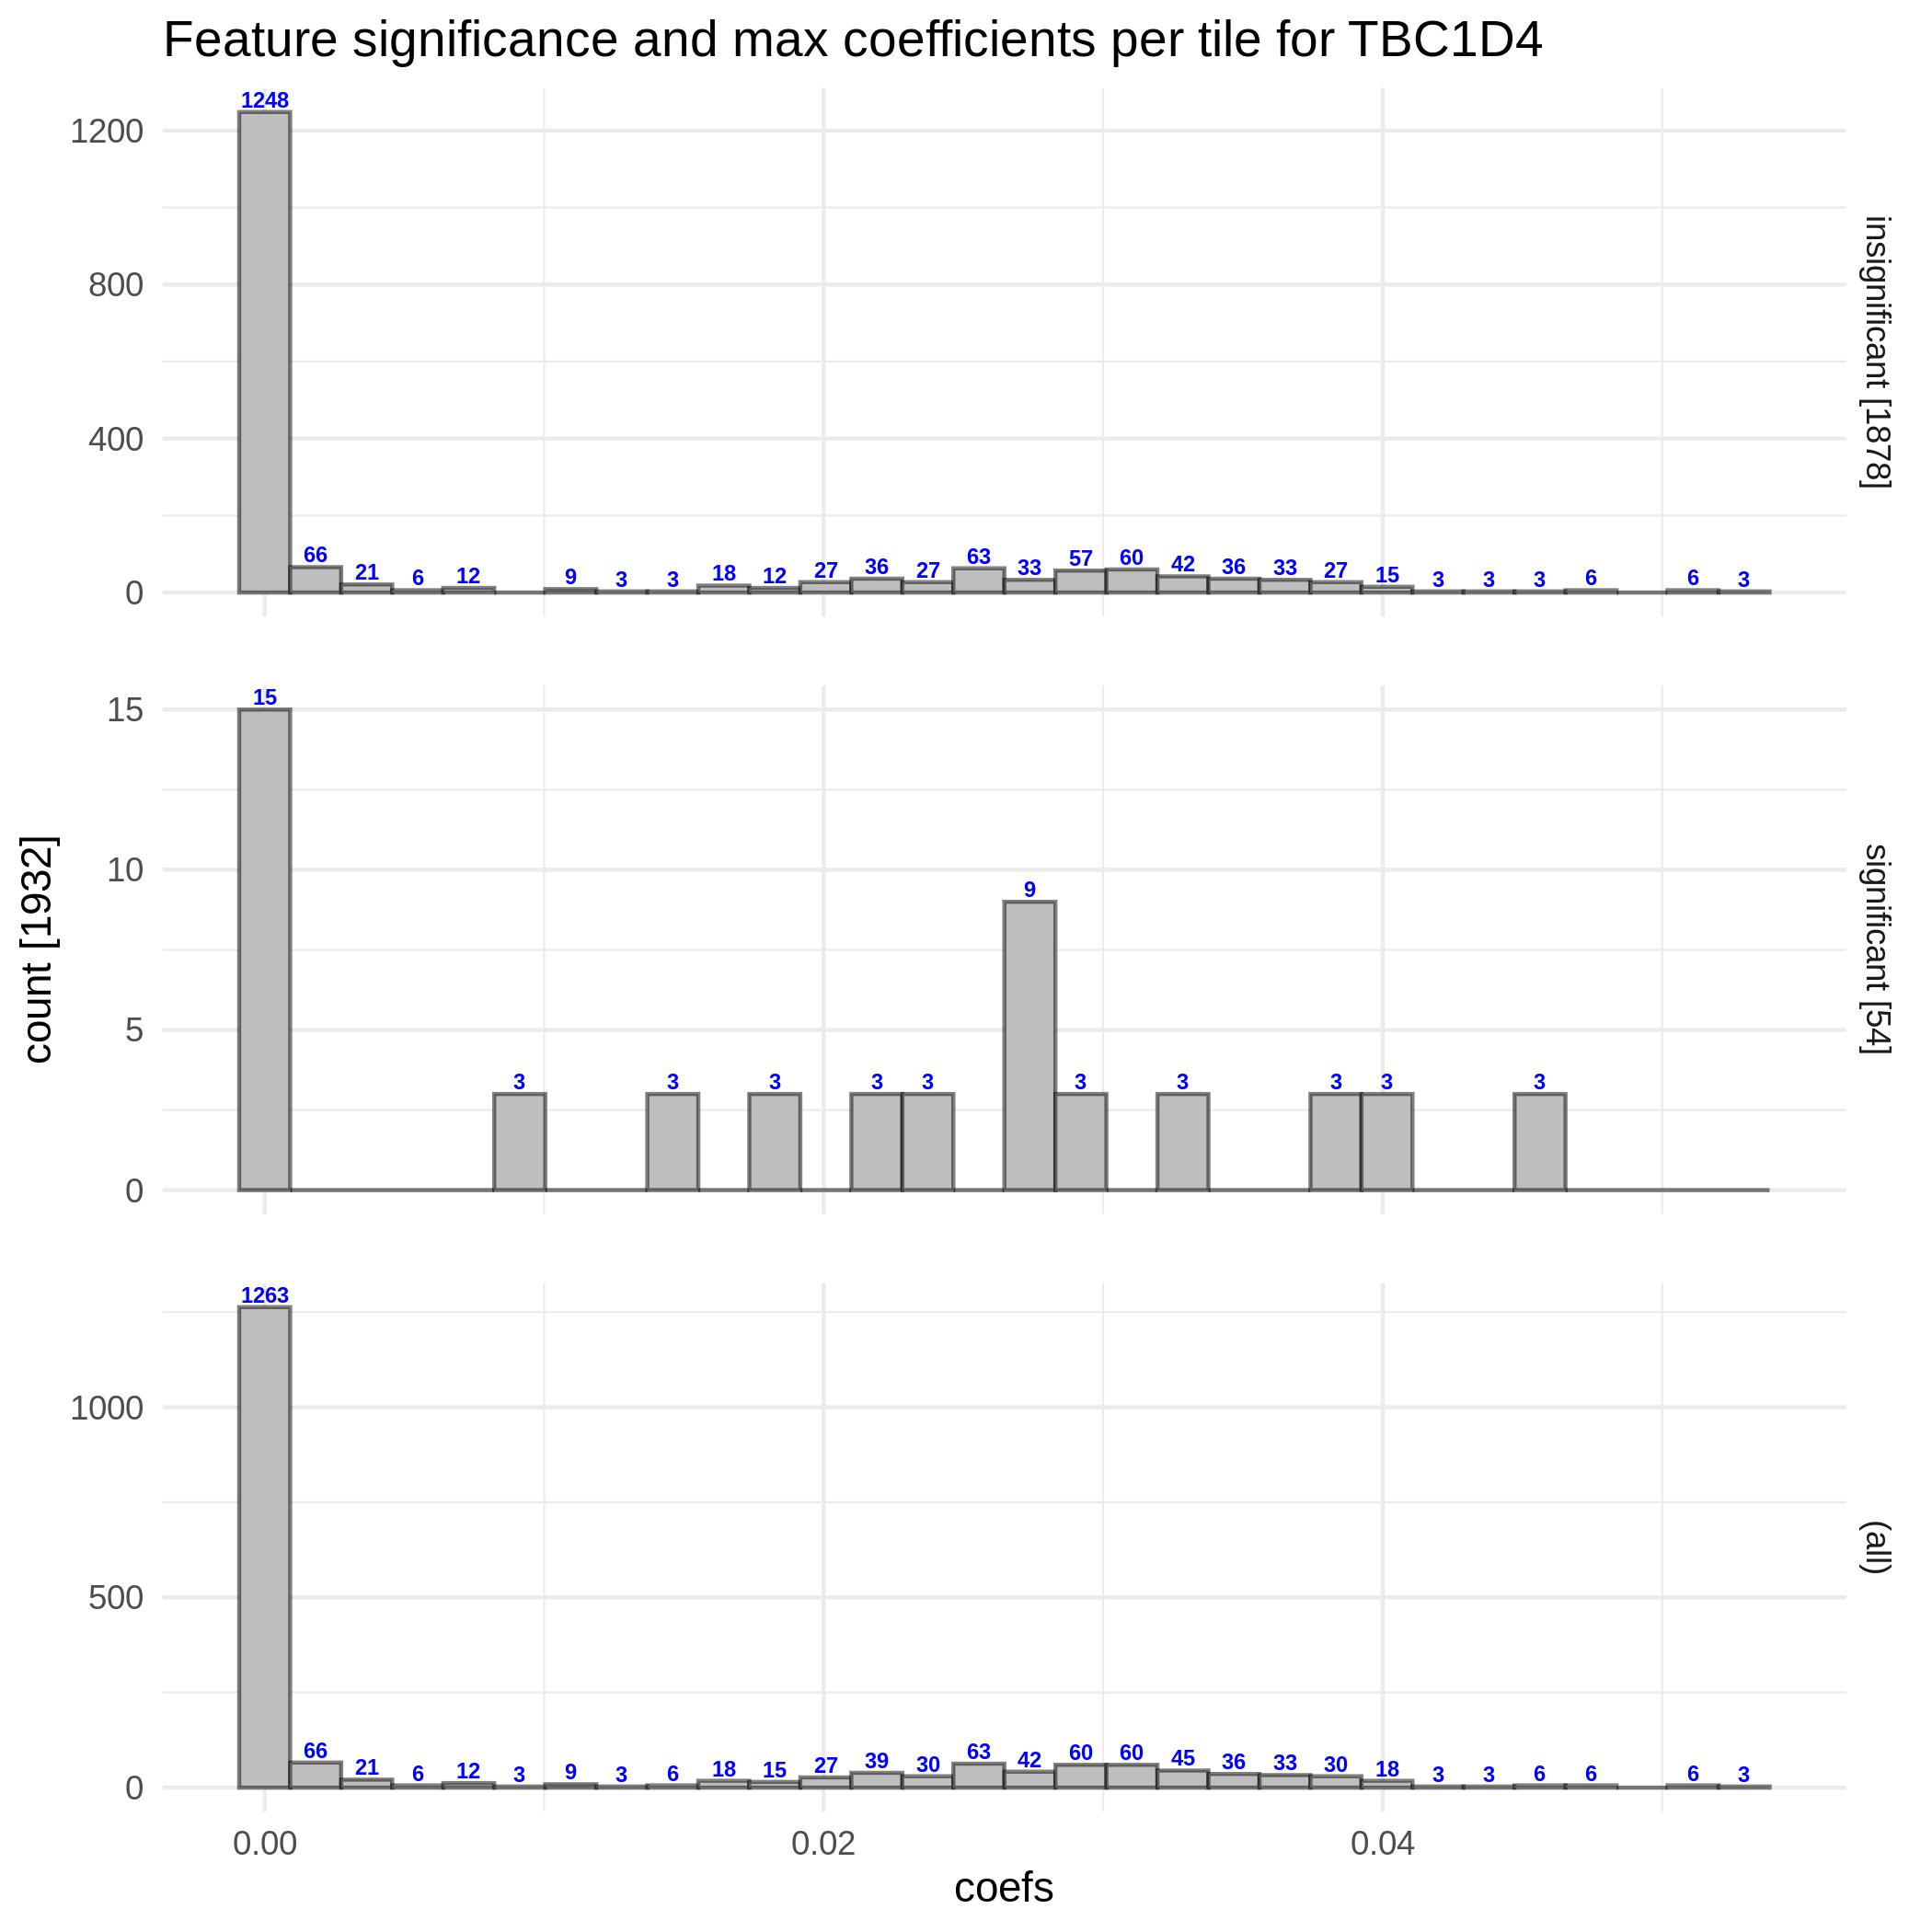 Feature significance and max coefficients per tile for TBC1D4
1248
1200
800
400
0
66 21 6 12 9 3 3 18 12 27 36 27 63 33 57 60 42 36 33 27 15 3 3 3 6 6 3
insignificant [1878]
15
15
10
5
0
9
3 3 3 3 3 3 3 3 3 3
significant [54]
count [1932]
1263
1000
500
0
66 21 6 12 3 9 3 6 18 15 27 39 30 63 42 60 60 45 36 33 30 18 3 3 6 6 6 3
(all)
0.00 0.02 0.04
coefs